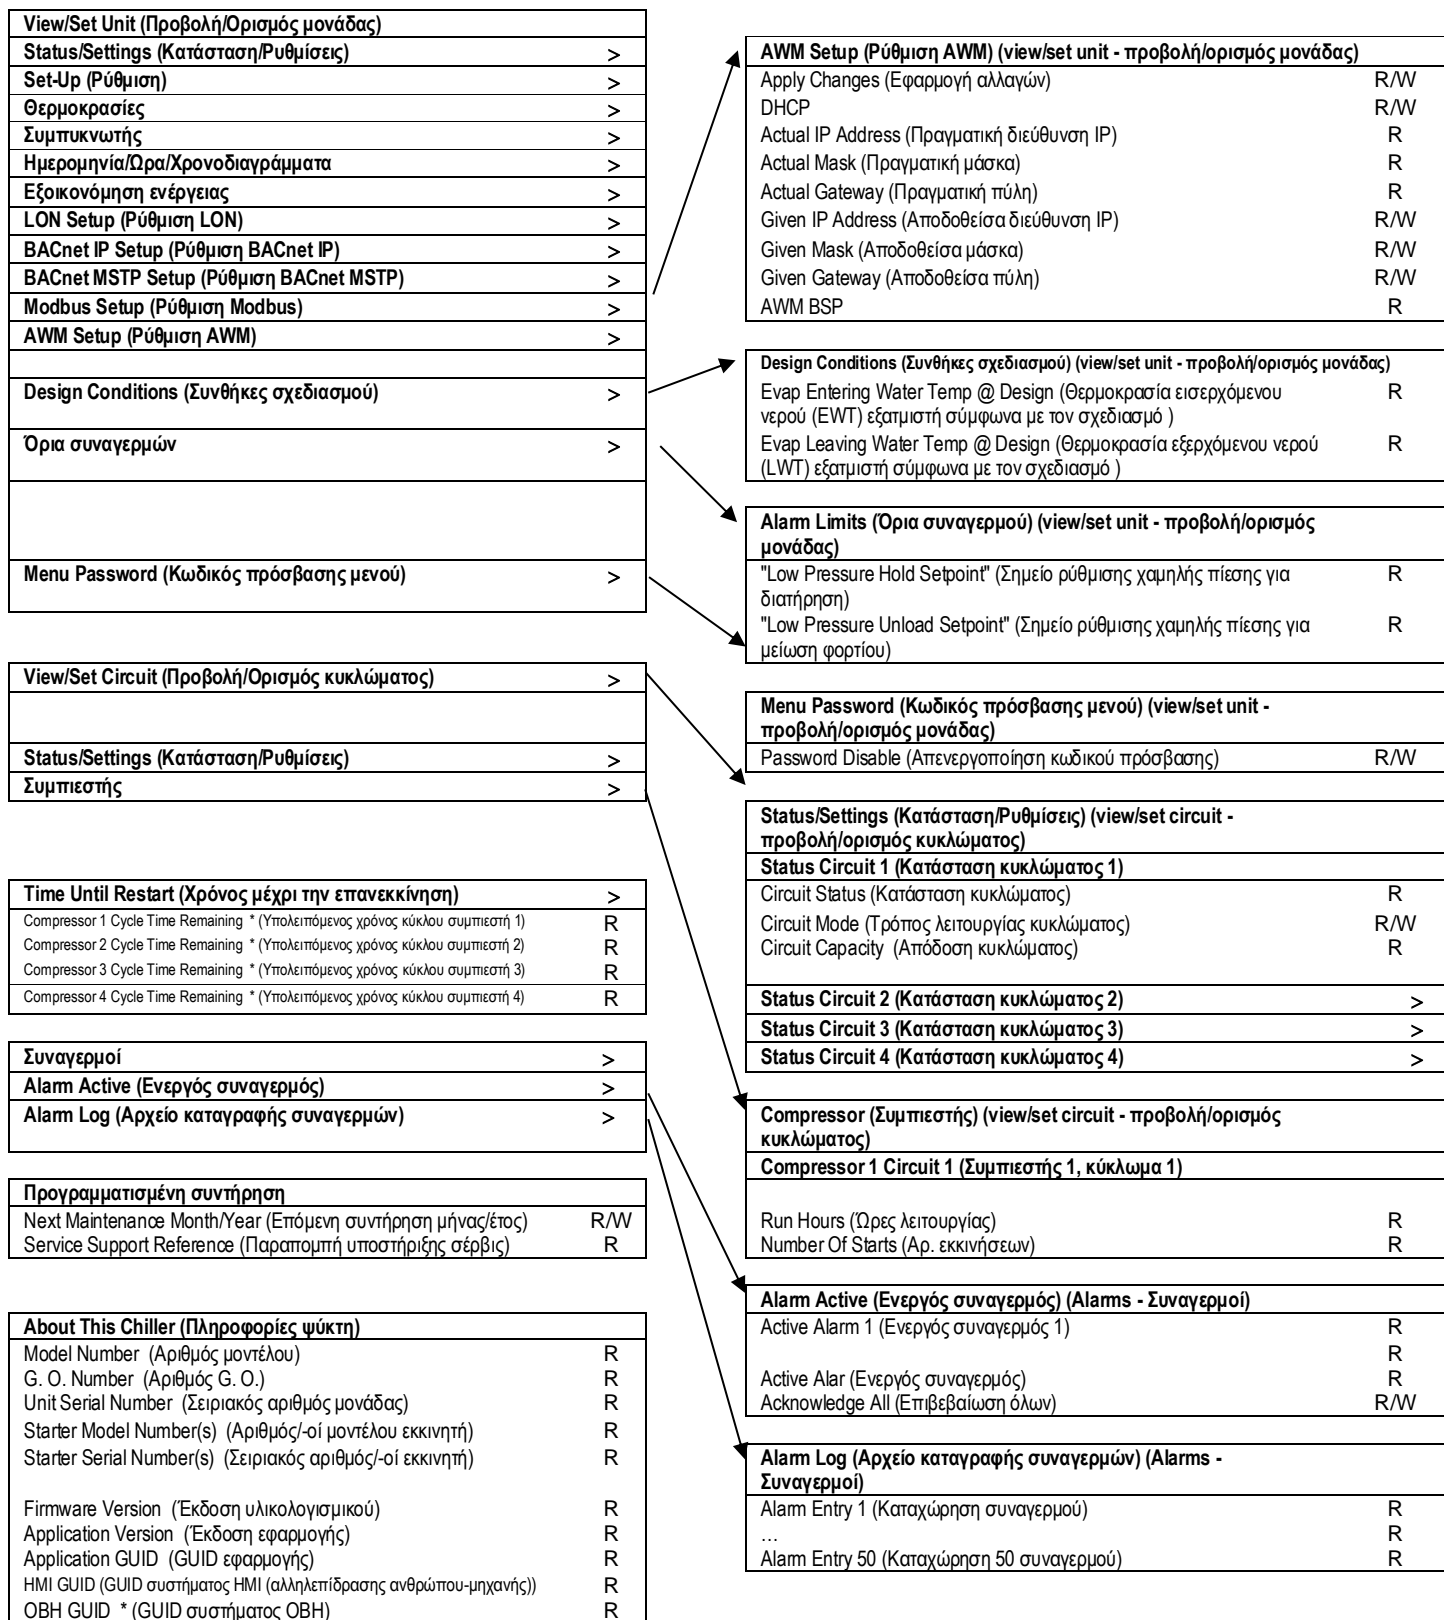 View/Set Unit (Προβολή/Ορισμός μονάδας)
Status/Settings (Κατάσταση/Ρυθμίσεις) >
Set-Up (Ρύθμιση) >
Θερμοκρασίες >
Συμπυκνωτής >
Ημερομηνία/Ώρα/Χρονοδιαγράμματα >
Εξοικονόμηση ενέργειας >
LON Setup (Ρύθμιση LON) >
BACnet IP Setup (Ρύθμιση BACnet IP) >
BACnet MSTP Setup (Ρύθμιση BACnet MSTP) >
Modbus Setup (Ρύθμιση Modbus) >
AWM Setup (Ρύθμιση AWM) >
Design Conditions (Συνθήκες σχεδιασμού) >
Όρια συναγερμών >
Menu Password (Κωδικός πρόσβασης μενού) >
View/Set Circuit (Προβολή/Ορισμός κυκλώματος) >
Status/Settings (Κατάσταση/Ρυθμίσεις) >
Συμπιεστής >
Time Until Restart (Χρόνος μέχρι την επανεκκίνηση) >
Compressor 1 Cycle Time Remaining * (Υπολειπόμενος χρόνος κύκλου συμπιεστή 1) R
Compressor 2 Cycle Time Remaining * (Υπολειπόμενος χρόνος κύκλου συμπιεστή 2) R
Compressor 3 Cycle Time Remaining * (Υπολειπόμενος χρόνος κύκλου συμπιεστή 3) R
Compressor 4 Cycle Time Remaining * (Υπολειπόμενος χρόνος κύκλου συμπιεστή 4) R
Συναγερμοί >
Alarm Active (Ενεργός συναγερμός) >
Alarm Log (Αρχείο καταγραφής συναγερμών) >
Προγραμματισμένη συντήρηση
Next Maintenance Month/Year (Επόμενη συντήρηση μήνας/έτος) R/W
Service Support Reference (Παραπομπή υποστήριξης σέρβις) R
About This Chiller (Πληροφορίες ψύκτη)
Model Number (Αριθμός μοντέλου) R
G. O. Number (Αριθμός G. O.) R
Unit Serial Number (Σειριακός αριθμός μονάδας) R
Starter Model Number(s) (Αριθμός/-οί μοντέλου εκκινητή) R
Starter Serial Number(s) (Σειριακός αριθμός/-οί εκκινητή) R
Firmware Version (Έκδοση υλικολογισμικού) R
Application Version (Έκδοση εφαρμογής) R
Application GUID (GUID εφαρμογής) R
HMI GUID (GUID συστήματος HMI (αλληλεπίδρασης ανθρώπου-μηχανής)) R
OBH GUID * (GUID συστήματος OBH) R
AWM Setup (Ρύθμιση AWM) (view/set unit - προβολή/ορισμός μονάδας)
Apply Changes (Εφαρμογή αλλαγών) R/W
DHCP R/W
Actual IP Address (Πραγματική διεύθυνση IP) R
Actual Mask (Πραγματική μάσκα) R
Actual Gateway (Πραγματική πύλη) R
Given IP Address (Αποδοθείσα διεύθυνση IP) R/W
Given Mask (Αποδοθείσα μάσκα) R/W
Given Gateway (Αποδοθείσα πύλη) R/W
AWM BSP R
Design Conditions (Συνθήκες σχεδιασμού) (view/set unit - προβολή/ορισμός μονάδας)
Evap Entering Water Temp @ Design (Θερμοκρασία εισερχόμενου R
νερού (EWT) εξατμιστή σύμφωνα με τον σχεδιασμό )
Evap Leaving Water Temp @ Design (Θερμοκρασία εξερχόμενου νερού R
(LWT) εξατμιστή σύμφωνα με τον σχεδιασμό )
Alarm Limits (Όρια συναγερμού) (view/set unit - προβολή/ορισμός
μονάδας)
"Low Pressure Hold Setpoint" (Σημείο ρύθμισης χαμηλής πίεσης για R
διατήρηση)
"Low Pressure Unload Setpoint" (Σημείο ρύθμισης χαμηλής πίεσης για R
μείωση φορτίου)
Menu Password (Κωδικός πρόσβασης μενού) (view/set unit -
προβολή/ορισμός μονάδας)
Password Disable (Απενεργοποίηση κωδικού πρόσβασης) R/W
Status/Settings (Κατάσταση/Ρυθμίσεις) (view/set circuit -
προβολή/ορισμός κυκλώματος)
Status Circuit 1 (Κατάσταση κυκλώματος 1)
Circuit Status (Κατάσταση κυκλώματος) R
Circuit Mode (Τρόπος λειτουργίας κυκλώματος) R/W
Circuit Capacity (Απόδοση κυκλώματος) R
Status Circuit 2 (Κατάσταση κυκλώματος 2) >
Status Circuit 3 (Κατάσταση κυκλώματος 3) >
Status Circuit 4 (Κατάσταση κυκλώματος 4) >
Compressor (Συμπιεστής) (view/set circuit - προβολή/ορισμός
κυκλώματος)
Compressor 1 Circuit 1 (Συμπιεστής 1, κύκλωμα 1)
Run Hours (Ώρες λειτουργίας) R
Number Of Starts (Αρ. εκκινήσεων) R
Alarm Active (Ενεργός συναγερμός) (Alarms - Συναγερμοί)
Active Alarm 1 (Ενεργός συναγερμός 1) R
R
Active Alar (Ενεργός συναγερμός) R
Acknowledge All (Επιβεβαίωση όλων) R/W
Alarm Log (Αρχείο καταγραφής συναγερμών) (Alarms -
Συναγερμοί)
Alarm Entry 1 (Καταχώρηση συναγερμού) R
… R
Alarm Entry 50 (Καταχώρηση 50 συναγερμού) R